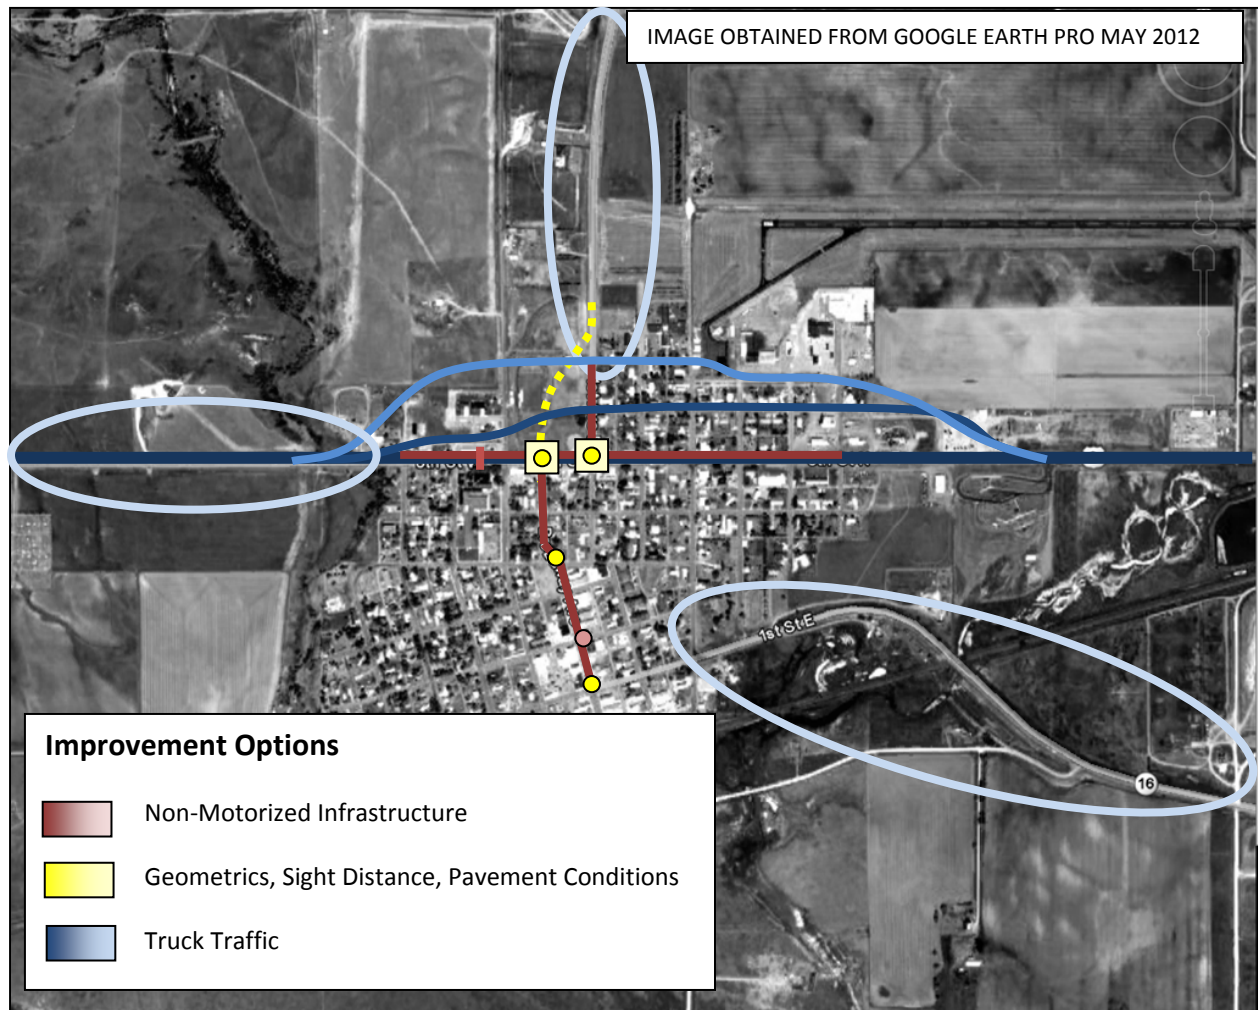 IMAGE OBTAINED FROM GOOGLE EARTH PRO MAY 2012
1st St E
16
Improvement Options
Non-Motorized Infrastructure
Geometrics, Sight Distance, Pavement Conditions
Truck Traffic